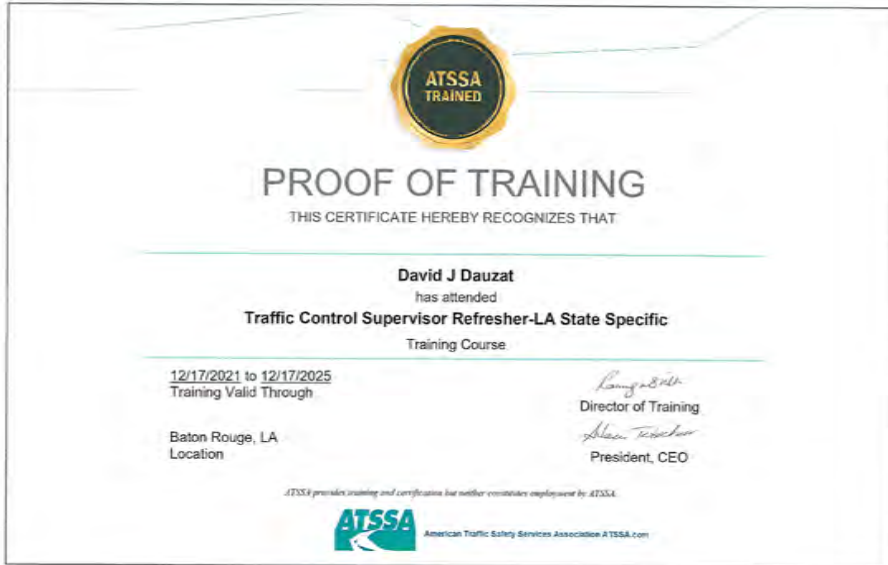 ATSSA
TRAINED
PROOF OF TRAINING
THIS CERTIFICATE HEREBY RECOGNIZES THAT
David J Dauzat
has attended
Traffic Control Supervisor Refresher-LA State Specific
Training Course
12/17/2021 to 12/17/2025
Training Valid Through
Director of Training
Baton Rouge, LA
Location
President, CEO
ATSSA provides training and certification but neither constitutes employment by ATSSA.
ATSSA
American Traffic Safety Services Association ATSSA.com